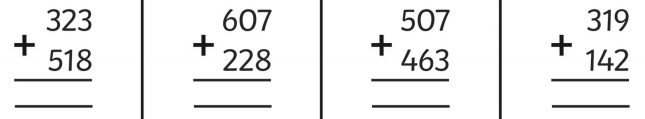 323 607 507 319
+ 518 + 228 + 463 + 142